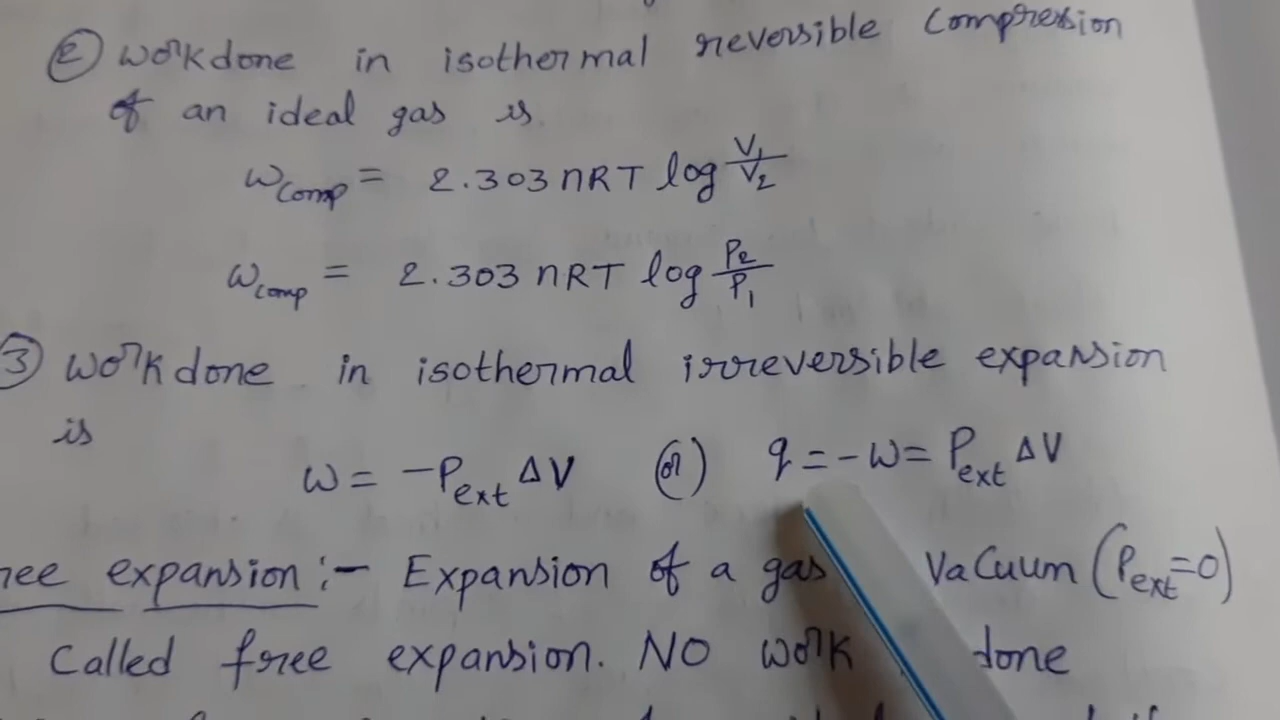 ② workdone in isothermal reversible Compression
of an ideal gas is
w_comp = 2.303 nRT log V₁/V₂
w_comp = 2.303 nRT log P₂/P₁
③ workdone in isothermal irreversible expansion
is
w = -P_ext ΔV (or) q = -w = P_ext ΔV
ree expansion :- Expansion of a gas vacuum (P_ext=0)
Called free expansion. NO work done